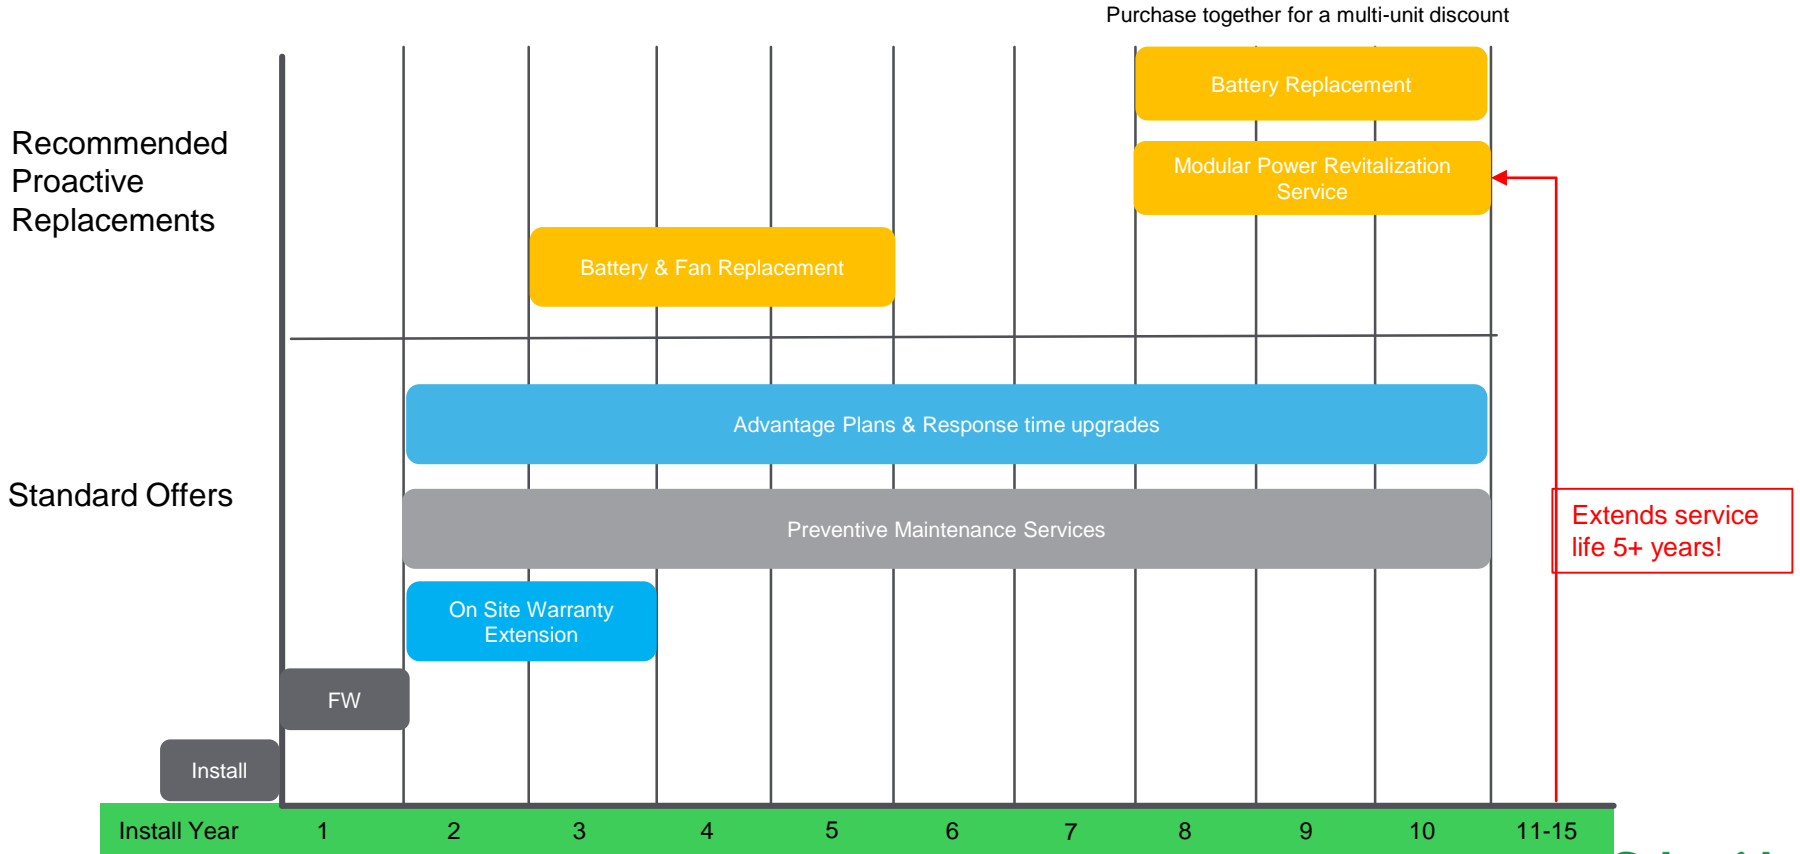 Purchase together for a multi-unit discount
Battery Replacement
Recommended
Proactive
Replacements
Modular Power Revitalization
Service
Battery & Fan Replacement
Advantage Plans & Response time upgrades
Standard Offers
Preventive Maintenance Services
Extends service
life 5+ years!
On Site Warranty
Extension
FW
Install
Install Year 1 2 3 4 5 6 7 8 9 10 11-15